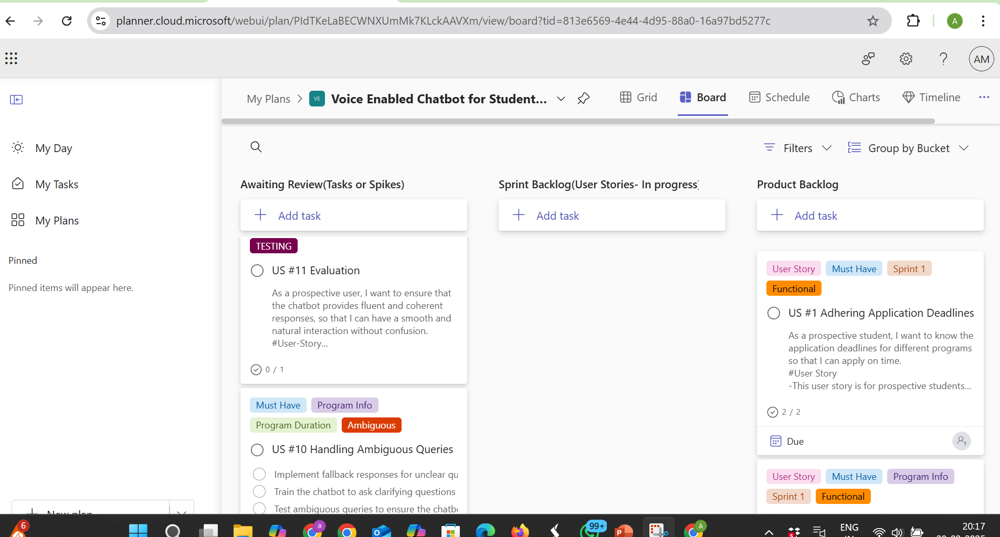 planner.cloud.microsoft/webui/plan/PIdTKeLaBECWNXUmMk7KLckAAVXm/view/board?tid=813e6569-4e44-4d95-88a0-16a97bd5277c
A
AM
My Plans
VE
Voice Enabled Chatbot for Student...
Grid
Board
Schedule
Charts
Timeline
My Day
My Tasks
My Plans
Pinned
Pinned items will appear here.
New plan
Filters
Group by Bucket
Awaiting Review(Tasks or Spikes)
Add task
TESTING
US #11 Evaluation
As a prospective user, I want to ensure that
the chatbot provides fluent and coherent
responses, so that I can have a smooth and
natural interaction without confusion.
#User-Story...
0 / 1
Must Have Program Info
Program Duration Ambiguous
US #10 Handling Ambiguous Queries
Implement fallback responses for unclear qu
Train the chatbot to ask clarifying questions
Test ambiguous queries to ensure the chatb
Sprint Backlog(User Stories- In progress)
Add task
Product Backlog
Add task
User Story Must Have Sprint 1
Functional
US #1 Adhering Application Deadlines
As a prospective student, I want to know the
application deadlines for different programs
so that I can apply on time.
#User Story
-This user story is for prospective students...
2 / 2
Due
User Story Must Have Program Info
Sprint 1 Functional
6
a
99+
A
5
ENG
20:17